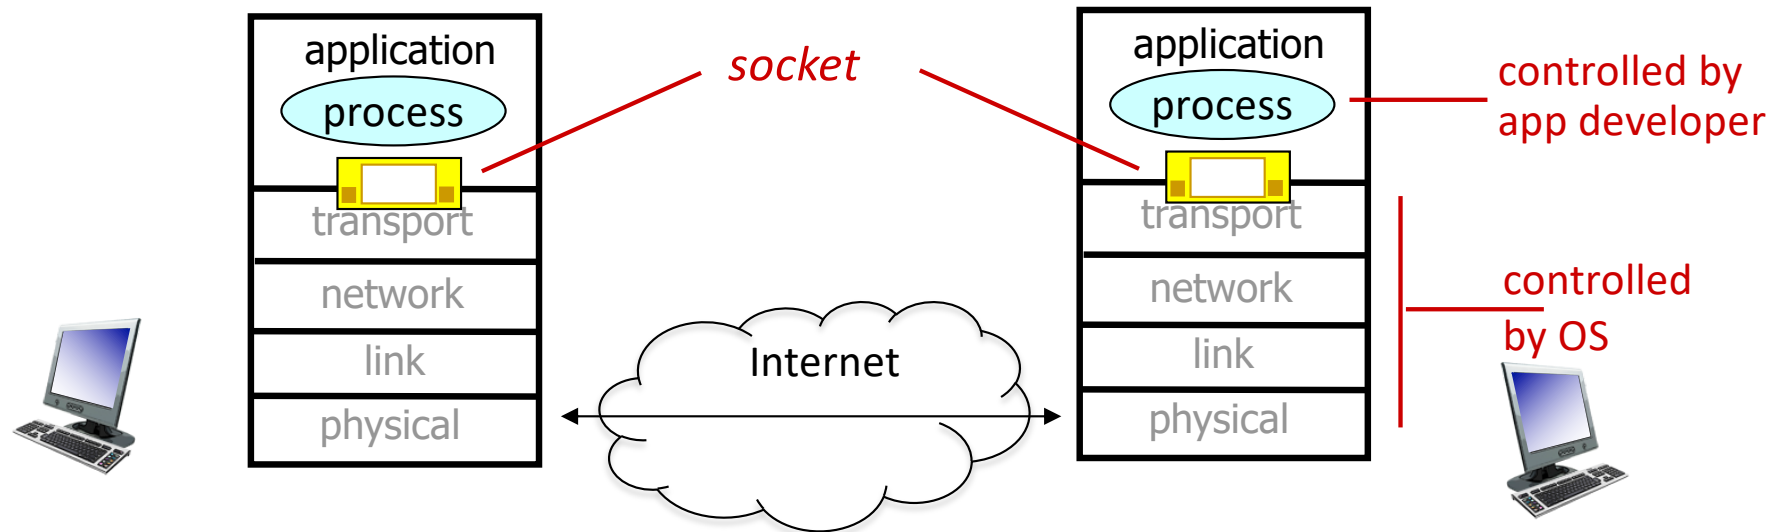 application
process
transport
network
link
physical
socket
Internet
application
process
transport
network
link
physical
controlled by
app developer
controlled
by OS